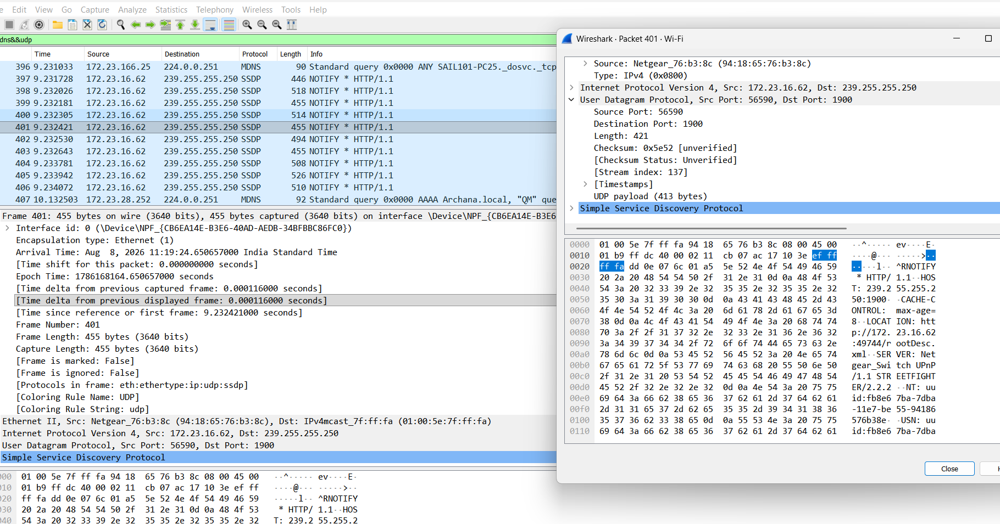 Edit View Go Capture Analyze Statistics Telephony Wireless Tools Help
dns&&udp
Time Source Destination Protocol Length Info
396 9.231033 172.23.166.25 224.0.0.251 MDNS 90 Standard query 0x0000 ANY SAIL101-PC25._dosvc._tcp
397 9.231728 172.23.16.62 239.255.255.250 SSDP 446 NOTIFY * HTTP/1.1
398 9.232026 172.23.16.62 239.255.255.250 SSDP 518 NOTIFY * HTTP/1.1
399 9.232181 172.23.16.62 239.255.255.250 SSDP 455 NOTIFY * HTTP/1.1
400 9.232305 172.23.16.62 239.255.255.250 SSDP 514 NOTIFY * HTTP/1.1
401 9.232421 172.23.16.62 239.255.255.250 SSDP 455 NOTIFY * HTTP/1.1
402 9.232530 172.23.16.62 239.255.255.250 SSDP 494 NOTIFY * HTTP/1.1
403 9.232643 172.23.16.62 239.255.255.250 SSDP 455 NOTIFY * HTTP/1.1
404 9.233781 172.23.16.62 239.255.255.250 SSDP 508 NOTIFY * HTTP/1.1
405 9.233942 172.23.16.62 239.255.255.250 SSDP 526 NOTIFY * HTTP/1.1
406 9.234072 172.23.16.62 239.255.255.250 SSDP 510 NOTIFY * HTTP/1.1
407 10.132503 172.23.28.252 224.0.0.251 MDNS 92 Standard query 0x0000 AAAA Archana.local, "QM" que
Frame 401: 455 bytes on wire (3640 bits), 455 bytes captured (3640 bits) on interface \Device\NPF_{CB6EA14E-B3E6
Interface id: 0 (\Device\NPF_{CB6EA14E-B3E6-40AD-AEDB-34BFBBC86FC0})
Encapsulation type: Ethernet (1)
Arrival Time: Aug 8, 2026 11:19:24.650657000 India Standard Time
[Time shift for this packet: 0.000000000 seconds]
Epoch Time: 1786168164.650657000 seconds
[Time delta from previous captured frame: 0.000116000 seconds]
[Time delta from previous displayed frame: 0.000116000 seconds]
[Time since reference or first frame: 9.232421000 seconds]
Frame Number: 401
Frame Length: 455 bytes (3640 bits)
Capture Length: 455 bytes (3640 bits)
[Frame is marked: False]
[Frame is ignored: False]
[Protocols in frame: eth:ethertype:ip:udp:ssdp]
[Coloring Rule Name: UDP]
[Coloring Rule String: udp]
Ethernet II, Src: Netgear_76:b3:8c (94:18:65:76:b3:8c), Dst: IPv4mcast_7f:ff:fa (01:00:5e:7f:ff:fa)
Internet Protocol Version 4, Src: 172.23.16.62, Dst: 239.255.255.250
User Datagram Protocol, Src Port: 56590, Dst Port: 1900
Simple Service Discovery Protocol
000 01 00 5e 7f ff fa 94 18 65 76 b3 8c 08 00 45 00 ··^····· ev····E·
010 01 b9 ff dc 40 00 02 11 cb 07 ac 17 10 3e ef ff ····@··· ·····>··
020 ff fa dd 0e 07 6c 01 a5 5e 52 4e 4f 54 49 46 59 ·····l·· ^RNOTIFY
030 20 2a 20 48 54 54 50 2f 31 2e 31 0d 0a 48 4f 53 * HTTP/ 1.1··HOS
040 54 3a 20 32 33 39 2e 32 35 35 2e 32 35 35 2e 32 T: 239.2 55.255.2
Wireshark · Packet 401 · Wi-Fi
Source: Netgear_76:b3:8c (94:18:65:76:b3:8c)
Type: IPv4 (0x0800)
Internet Protocol Version 4, Src: 172.23.16.62, Dst: 239.255.255.250
User Datagram Protocol, Src Port: 56590, Dst Port: 1900
Source Port: 56590
Destination Port: 1900
Length: 421
Checksum: 0x5e52 [unverified]
[Checksum Status: Unverified]
[Stream index: 137]
[Timestamps]
UDP payload (413 bytes)
Simple Service Discovery Protocol
0000 01 00 5e 7f ff fa 94 18 65 76 b3 8c 08 00 45 00 ··^····· ev····E·
0010 01 b9 ff dc 40 00 02 11 cb 07 ac 17 10 3e ef ff ····@··· ·····>··
0020 ff fa dd 0e 07 6c 01 a5 5e 52 4e 4f 54 49 46 59 ·····l·· ^RNOTIFY
0030 20 2a 20 48 54 54 50 2f 31 2e 31 0d 0a 48 4f 53 * HTTP/ 1.1··HOS
0040 54 3a 20 32 33 39 2e 32 35 35 2e 32 35 35 2e 32 T: 239.2 55.255.2
0050 35 30 3a 31 39 30 30 0d 0a 43 41 43 48 45 2d 43 50:1900· ·CACHE-C
0060 4f 4e 54 52 4f 4c 3a 20 6d 61 78 2d 61 67 65 3d ONTROL: max-age=
0070 38 0d 0a 4c 4f 43 41 54 49 4f 4e 3a 20 68 74 74 8··LOCAT ION: htt
0080 70 3a 2f 2f 31 37 32 2e 32 33 2e 31 36 2e 36 32 p://172. 23.16.62
0090 3a 34 39 37 34 34 2f 72 6f 6f 74 44 65 73 63 2e :49744/r ootDesc.
00a0 78 6d 6c 0d 0a 53 45 52 56 45 52 3a 20 4e 65 74 xml··SER VER: Net
00b0 67 65 61 72 5f 53 77 69 74 63 68 20 55 50 6e 50 gear_Swi tch UPnP
00c0 2f 31 2e 31 20 53 54 52 45 45 54 46 49 47 48 54 /1.1 STR EETFIGHT
00d0 45 52 2f 32 2e 32 2e 32 0d 0a 4e 54 3a 20 75 75 ER/2.2.2 ··NT: uu
00e0 69 64 3a 66 62 38 65 36 37 62 61 2d 37 64 62 61 id:fb8e6 7ba-7dba
00f0 2d 31 31 65 37 2d 62 65 35 35 2d 39 34 31 38 36 -11e7-be 55-94186
0100 35 37 36 62 33 38 65 0d 0a 55 53 4e 3a 20 75 75 576b38e· ·USN: uu
0110 69 64 3a 66 62 38 65 36 37 62 61 2d 37 64 62 61 id:fb8e6 7ba-7dba
Close